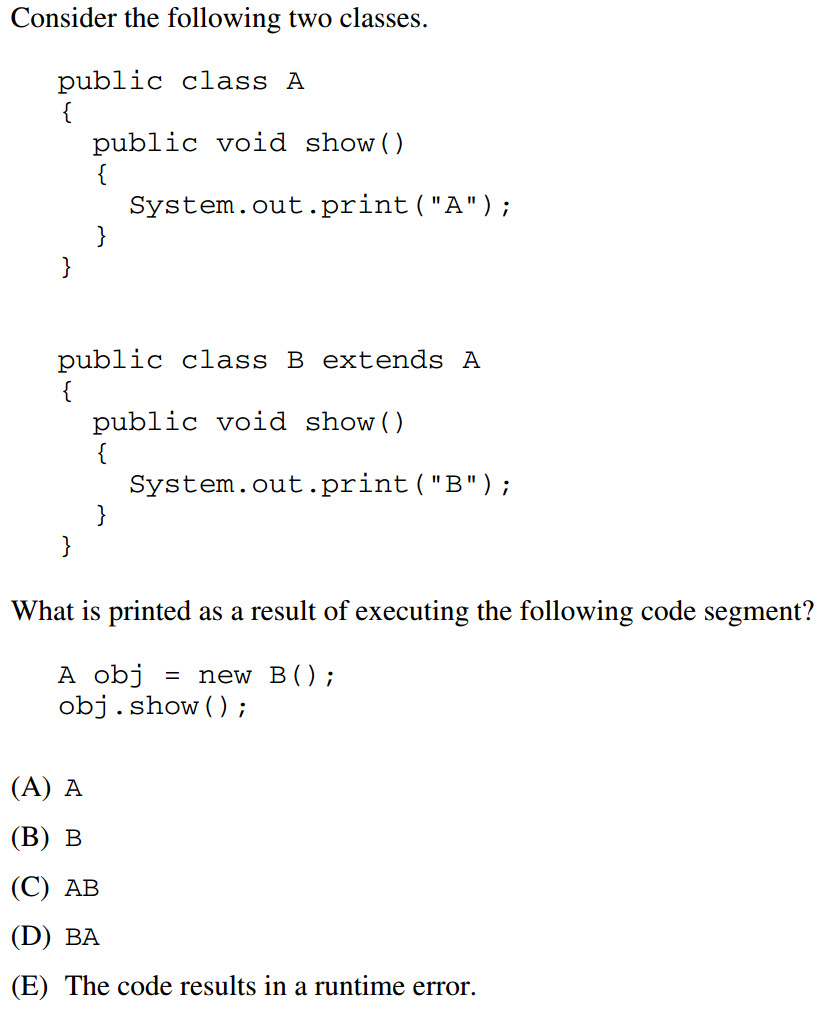 Consider the following two classes.
public class A
{
public void show()
{
System.out.print("A");
}
}
public class B extends A
{
public void show()
{
System.out.print("B");
}
}
What is printed as a result of executing the following code segment?
A obj = new B();
obj.show();
(A) A
(B) B
(C) AB
(D) BA
(E) The code results in a runtime error.